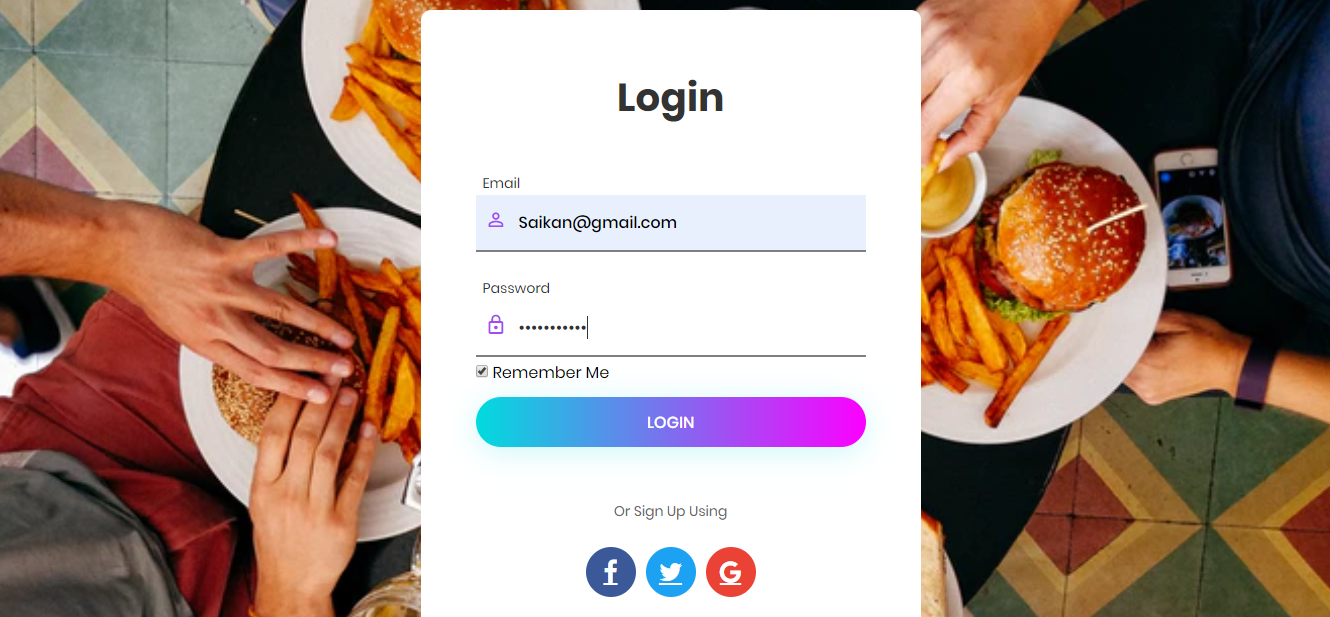 Login
Email
Saikan@gmail.com
Password
•••••••••••
Remember Me
LOGIN
Or Sign Up Using